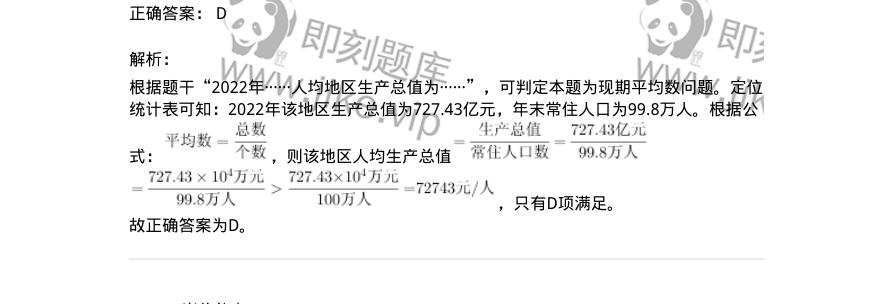 正确答案： D
解析：
根据题干“2022年……人均地区生产总值为……”，可判定本题为现期平均数问题。定位
统计表可知：2022年该地区生产总值为727.43亿元，年末常住人口为99.8万人。根据公
式：平均数 = 总数/个数，则该地区人均生产总值 = 生产总值/常住人口数 = 727.43亿元/99.8万人
= 727.43 × 10⁴万元/99.8万人 > 727.43×10⁴万元/100万人 =72743元/人，只有D项满足。
故正确答案为D。
即刻题库
www.jike.vip